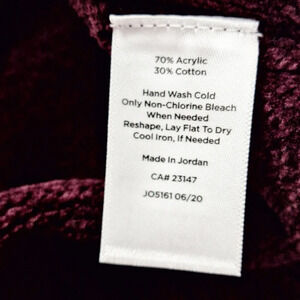 70% Acrylic
30% Cotton
Hand Wash Cold
Only Non-Chlorine Bleach
When Needed
Reshape, Lay Flat To Dry
Cool Iron, If Needed
Made In Jordan
CA# 23147
JO5161 06/20